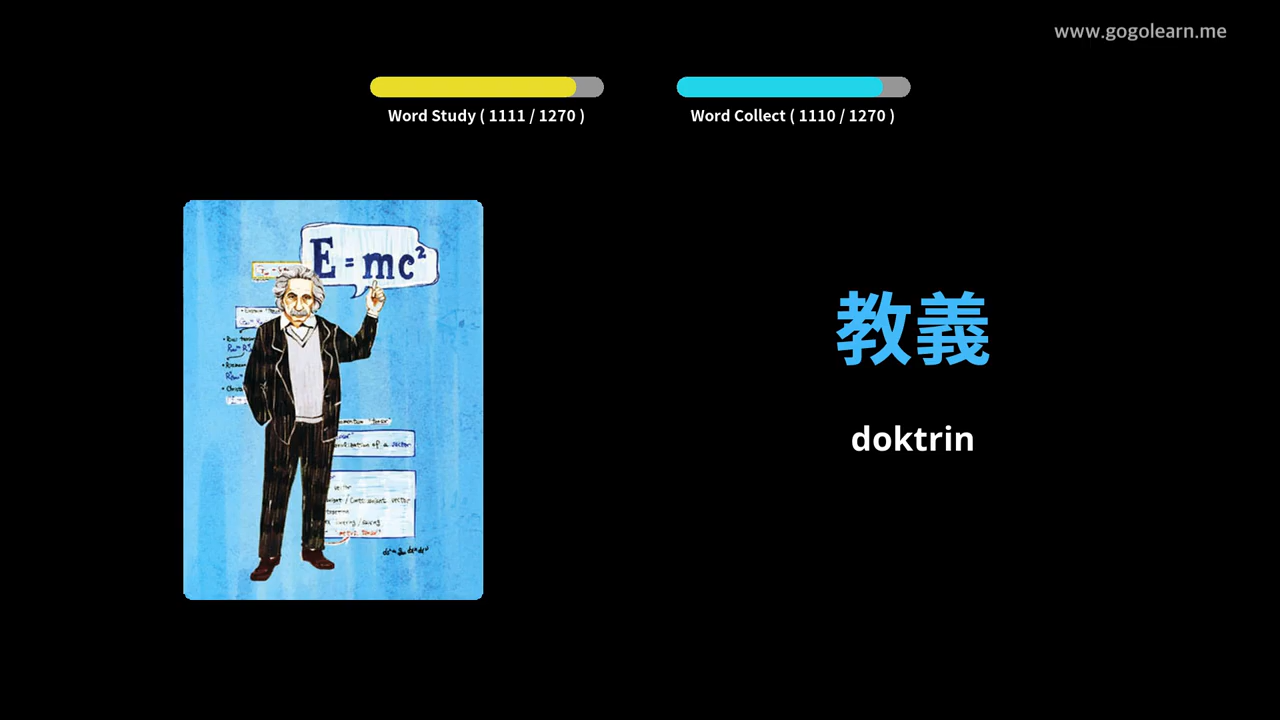 www.gogolearn.me
Word Study ( 1111 / 1270 )
Word Collect ( 1110 / 1270 )
E = mc²
教義
doktrin